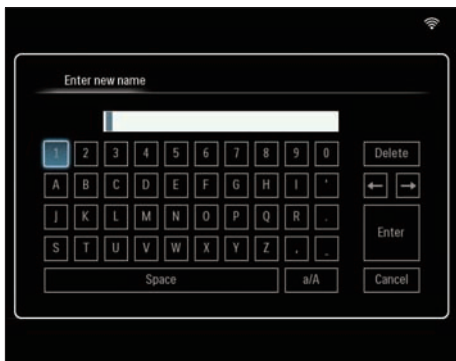 Enter new name
1 2 3 4 5 6 7 8 9 0 Delete
A B C D E F G H I ' ← →
J K L M N O P Q R . Enter
S T U V W X Y Z , _
Space a/A Cancel